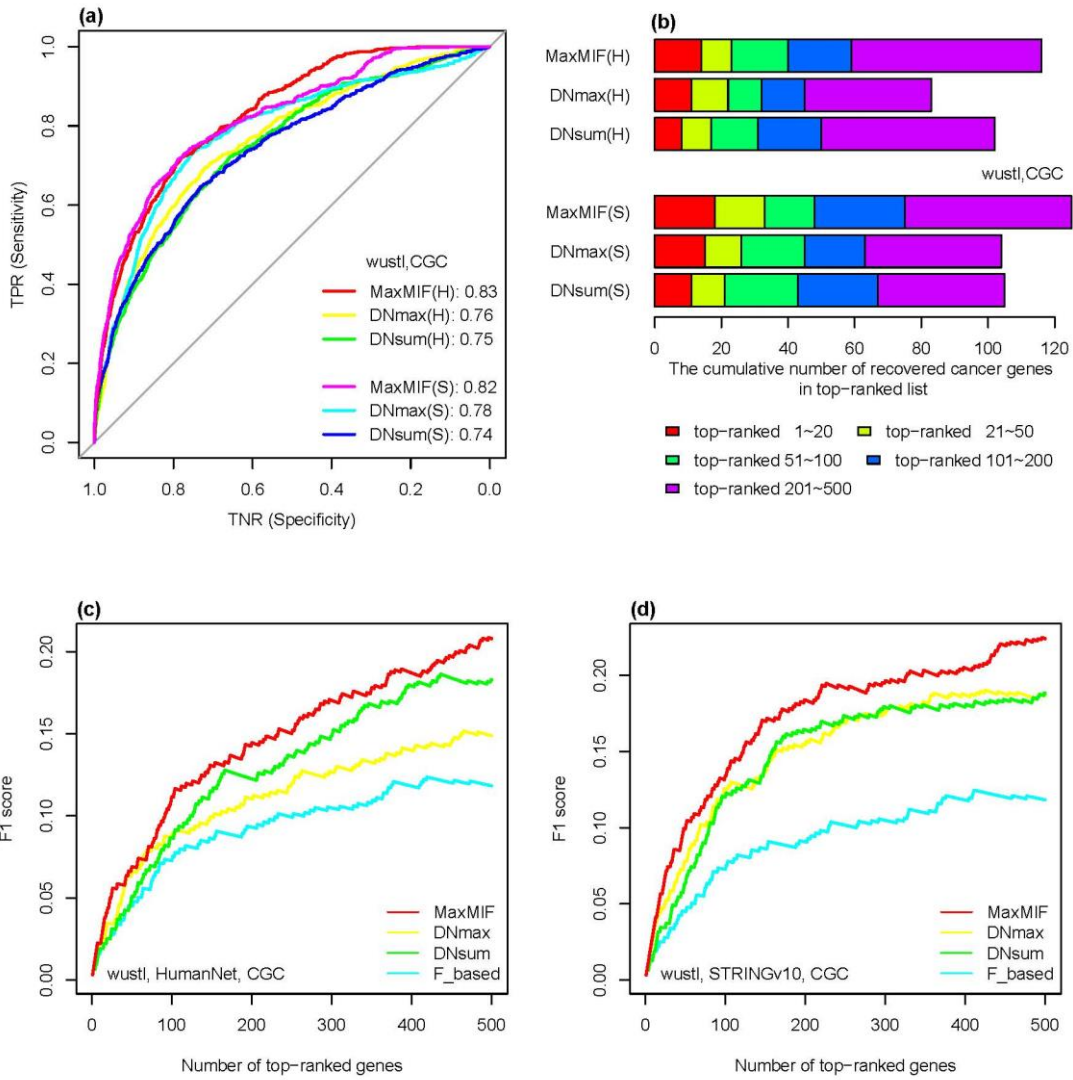 (a)
TPR (Sensitivity)
1.0
0.8
0.6
0.4
0.2
0.0
wustl,CGC
MaxMIF(H): 0.83
DNmax(H): 0.76
DNsum(H): 0.75
MaxMIF(S): 0.82
DNmax(S): 0.78
DNsum(S): 0.74
1.0 0.8 0.6 0.4 0.2 0.0
TNR (Specificity)
(b)
MaxMIF(H)
DNmax(H)
DNsum(H)
wustl,CGC
MaxMIF(S)
DNmax(S)
DNsum(S)
0 20 40 60 80 100 120
The cumulative number of recovered cancer genes
in top-ranked list
top-ranked 1~20 top-ranked 21~50
top-ranked 51~100 top-ranked 101~200
top-ranked 201~500
(c)
F1 score
0.20
0.15
0.10
0.05
0.00
MaxMIF
DNmax
DNsum
wustl, HumanNet, CGC F_based
0 100 200 300 400 500
Number of top-ranked genes
(d)
F1 score
0.20
0.15
0.10
0.05
0.00
MaxMIF
DNmax
DNsum
wustl, STRINGv10, CGC F_based
0 100 200 300 400 500
Number of top-ranked genes